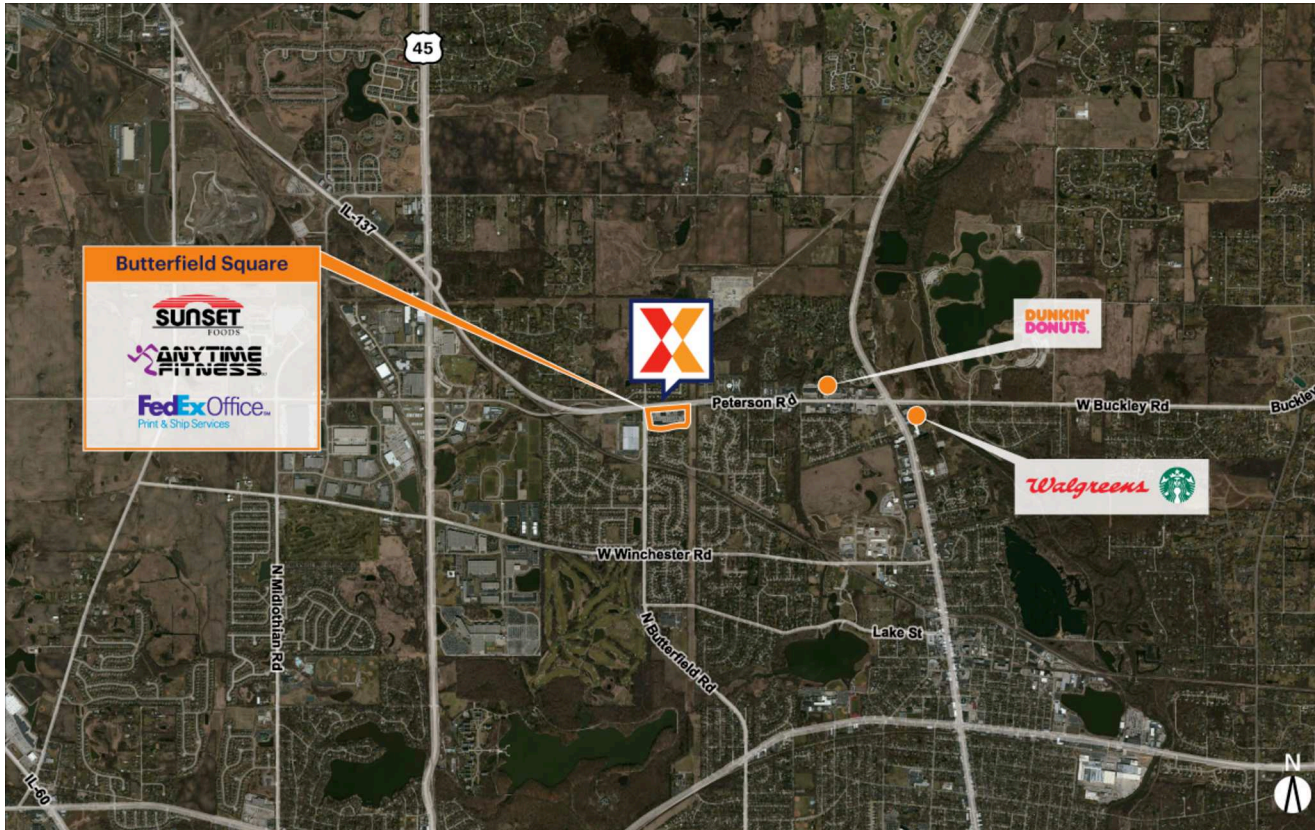 45
IL-137
Butterfield Square
SUNSET
FOODS
ANYTIME
FITNESS
FedEx Office
Print & Ship Services
DUNKIN'
DONUTS
Peterson Rd
W Buckley Rd
Buckley
Walgreens
W Winchester Rd
N Midlothian Rd
N Butterfield Rd
Lake St
IL-60
N